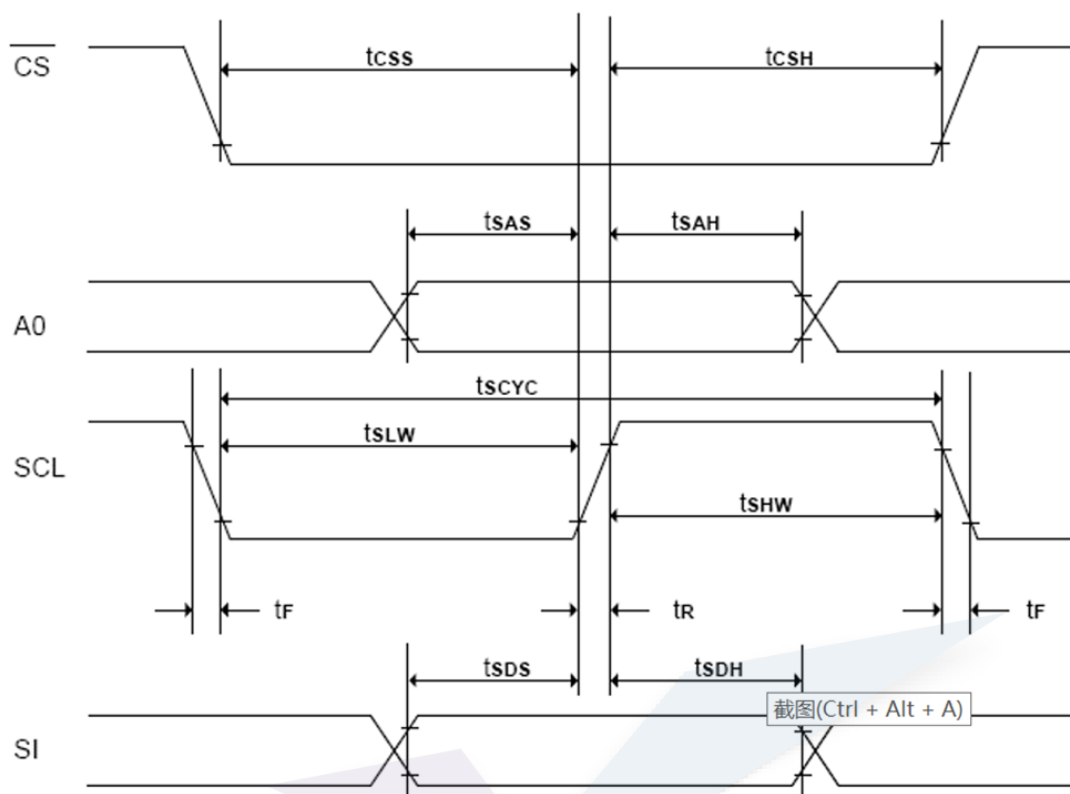 CS
tCSS
tCSH
tSAS
tSAH
A0
tSCYC
tSLW
SCL
tSHW
tF
tR
tF
tSDS
tSDH
截图(Ctrl + Alt + A)
SI